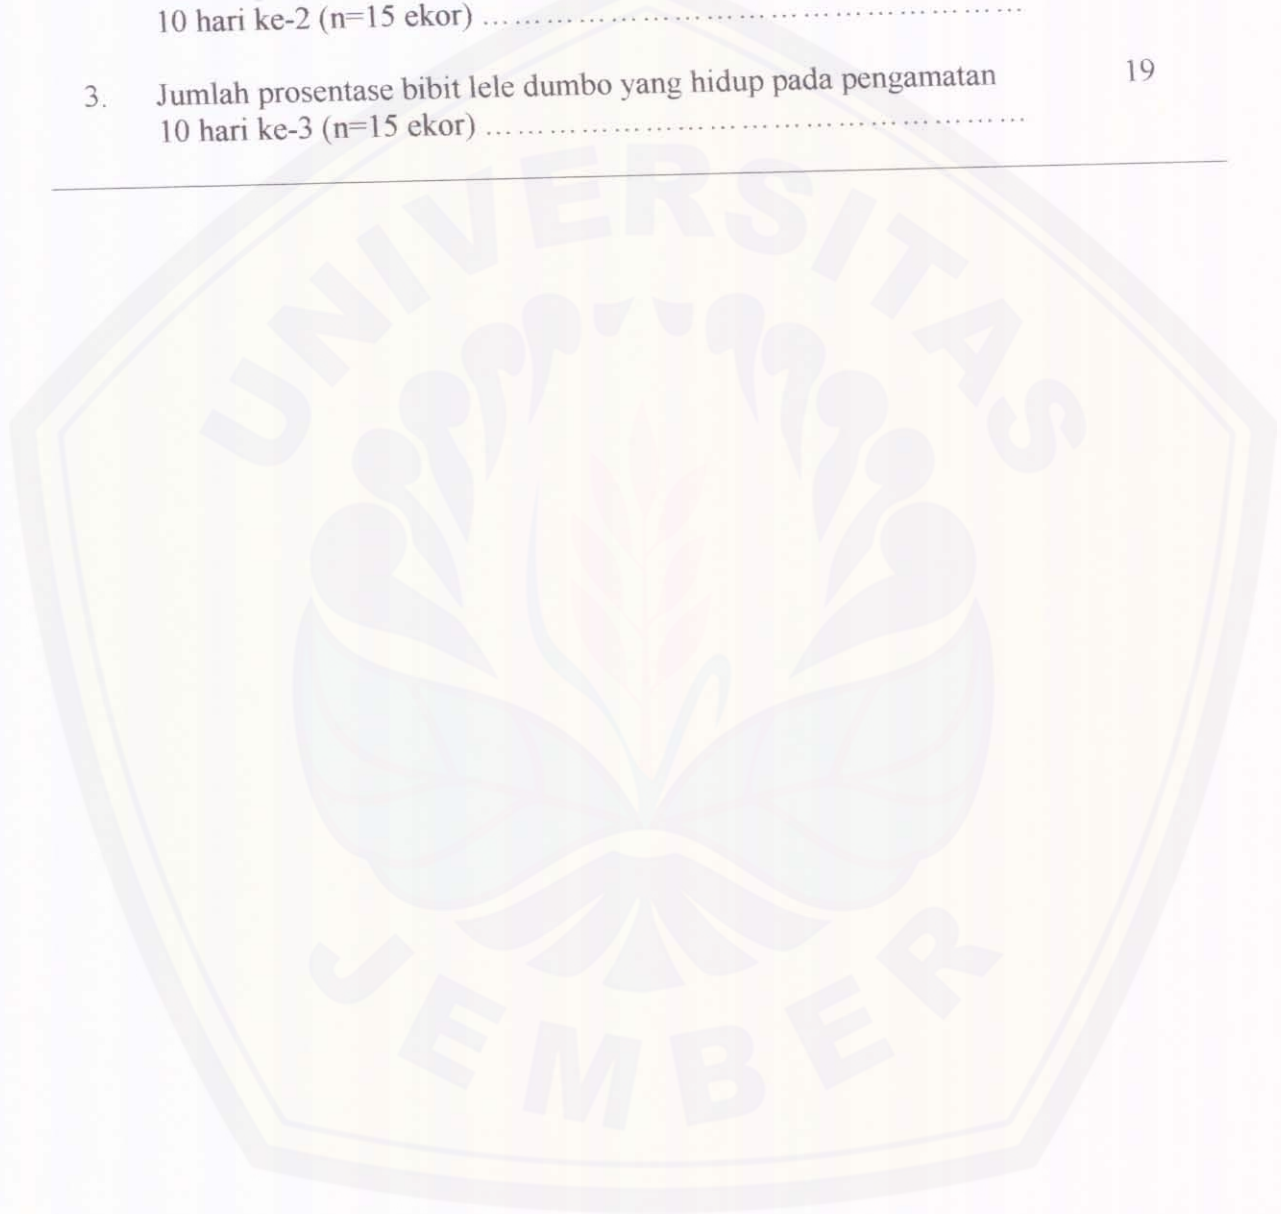 10 hari ke-2 (n=15 ekor) ......................................................
3. Jumlah prosentase bibit lele dumbo yang hidup pada pengamatan 19
10 hari ke-3 (n=15 ekor) ......................................................
UNIVERSITAS
JEMBER